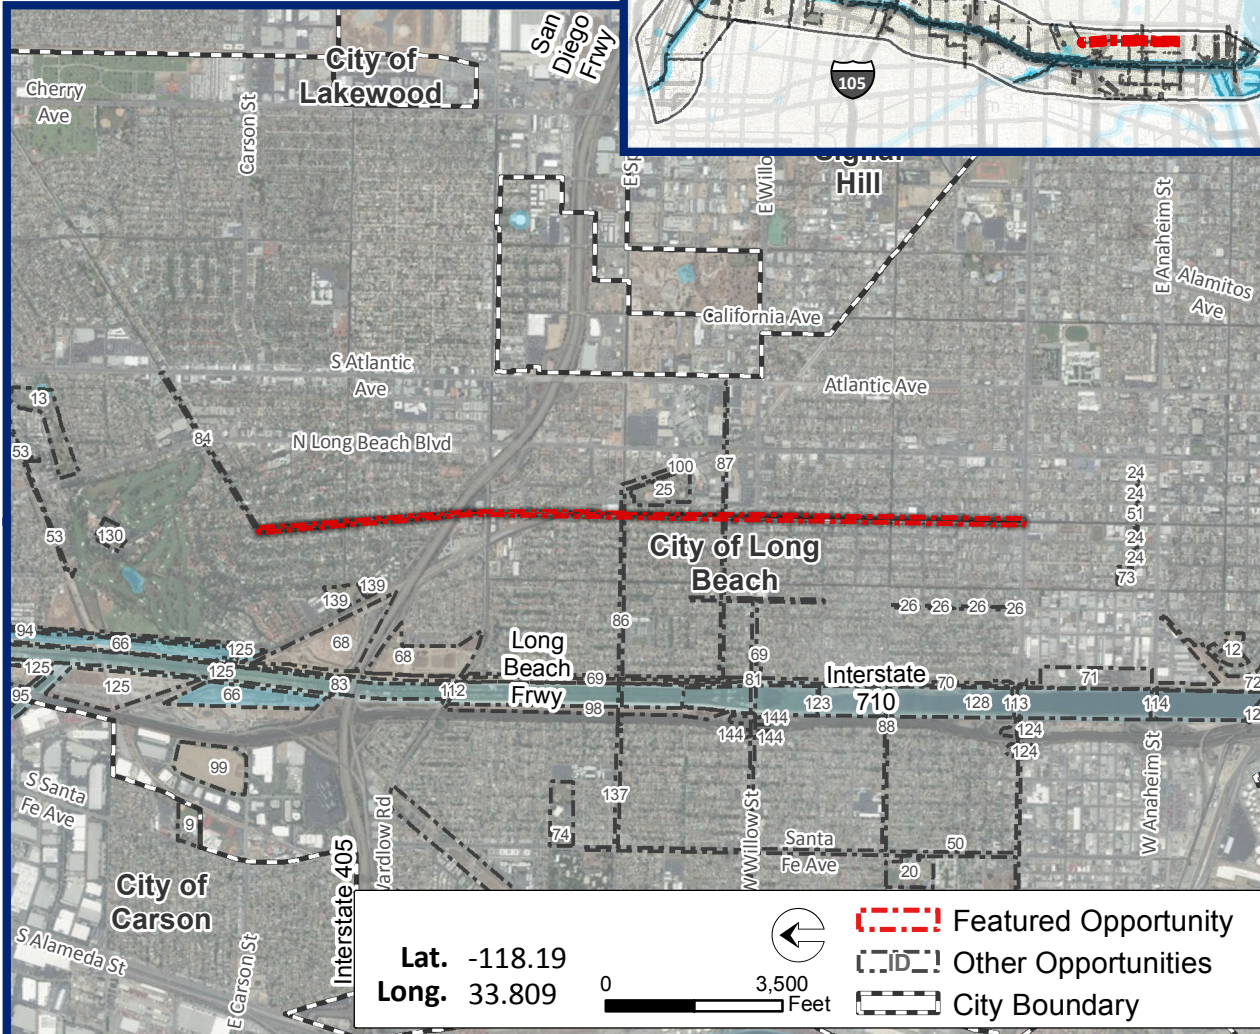 105
City of
Lakewood
San
Diego
Frwy
Cherry
Ave
Carson St
E Sp
E Willo
Signal
Hill
E Anaheim St
Alamitos
Ave
California Ave
S Atlantic
Ave
Atlantic Ave
N Long Beach Blvd
13
53
84
53
130
100
25
87
24
24
51
24
24
73
City of Long
Beach
139
139
68
68
86
26
26
26
26
12
94
66
125
125
125
125
95
66
83
112
Long
Beach
Frwy
69
98
69
81
144
144
144
123
Interstate
710
88
70
128
113
124
124
71
114
72
12
99
9
S Santa
Fe Ave
City of
Carson
S Alameda St
E Carson St
Interstate 405
Wardlow Rd
74
137
W Willow St
Santa
Fe Ave
50
20
W Anaheim St
Lat. -118.19
Long. 33.809
0 3,500
Feet
Featured Opportunity
ID Other Opportunities
City Boundary